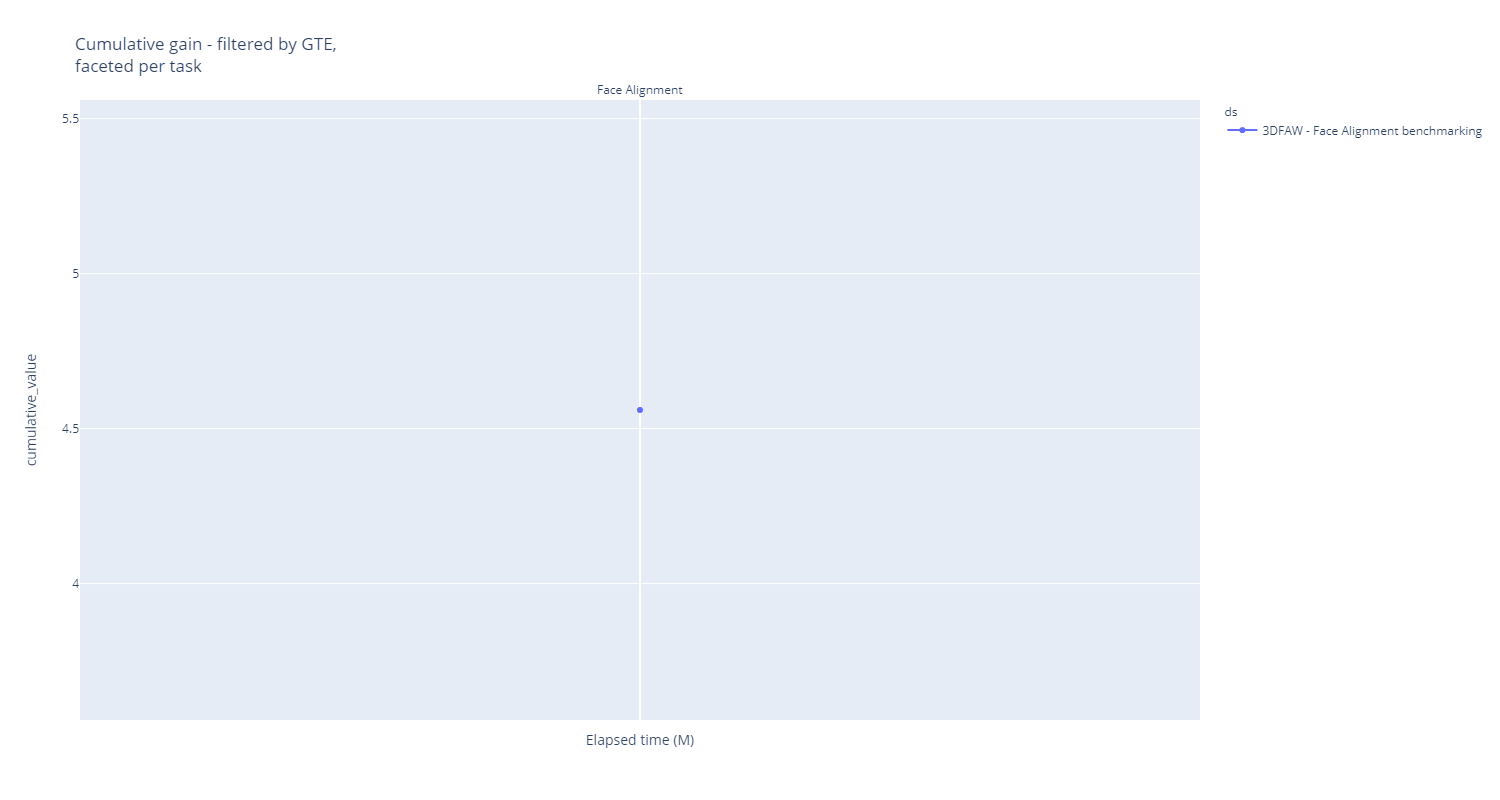 Cumulative gain - filtered by GTE,
faceted per task
Face Alignment
5.5
5
4.5
4
cumulative_value
Elapsed time (M)
ds
3DFAW - Face Alignment benchmarking